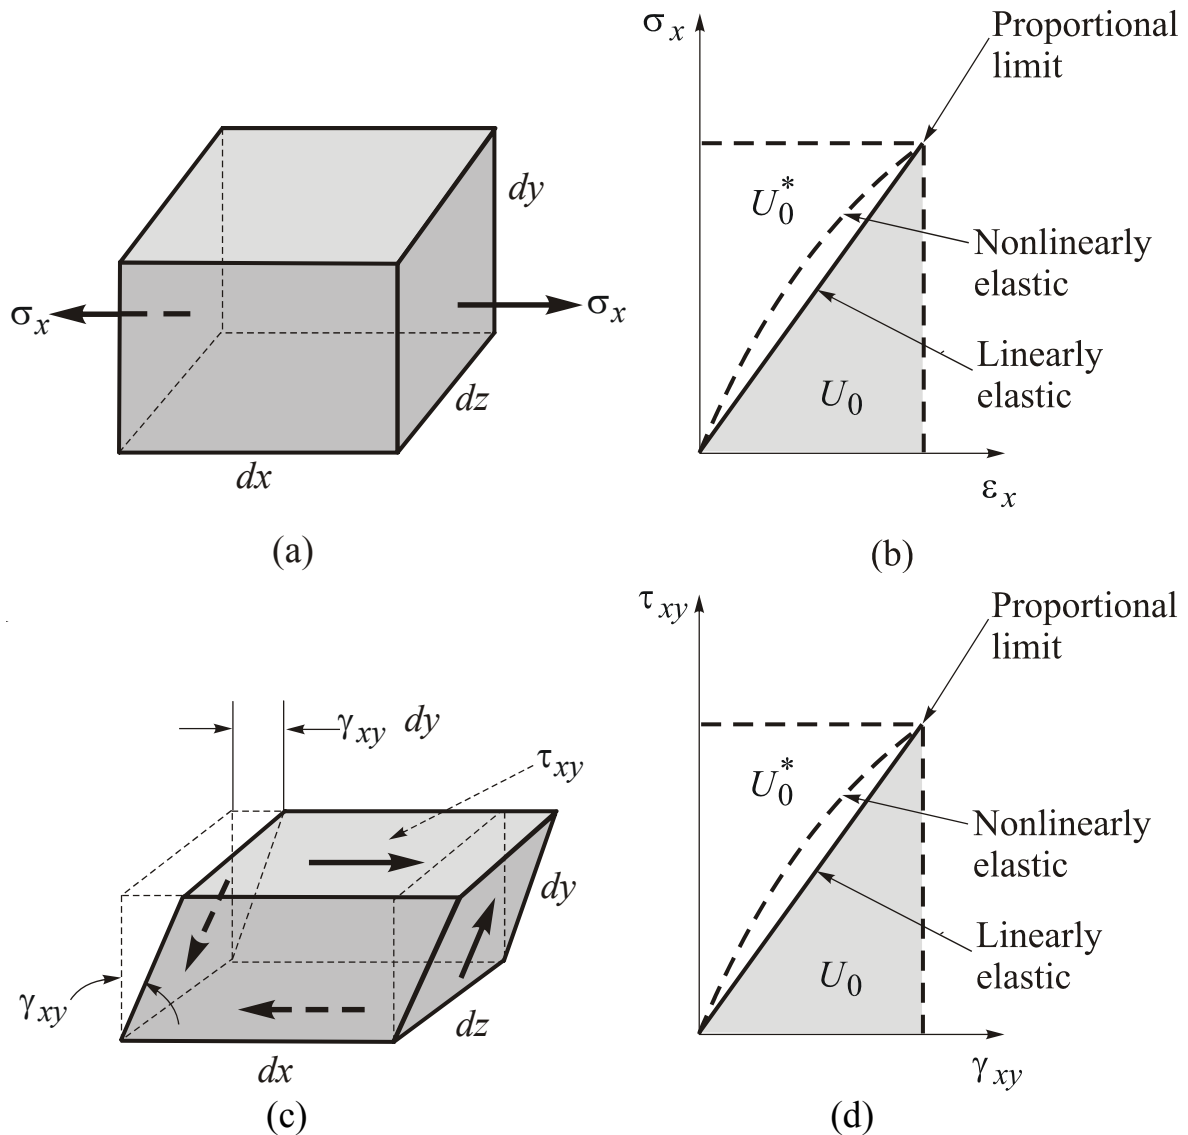 σx
Proportional
limit
dy
U0*
Nonlinearly
elastic
σx
σx
Linearly
elastic
dz
U0
dx
εx
(a)
(b)
τxy
Proportional
limit
γxy dy
τxy
U0*
Nonlinearly
elastic
dy
Linearly
elastic
U0
γxy
dz
dx
γxy
(c)
(d)